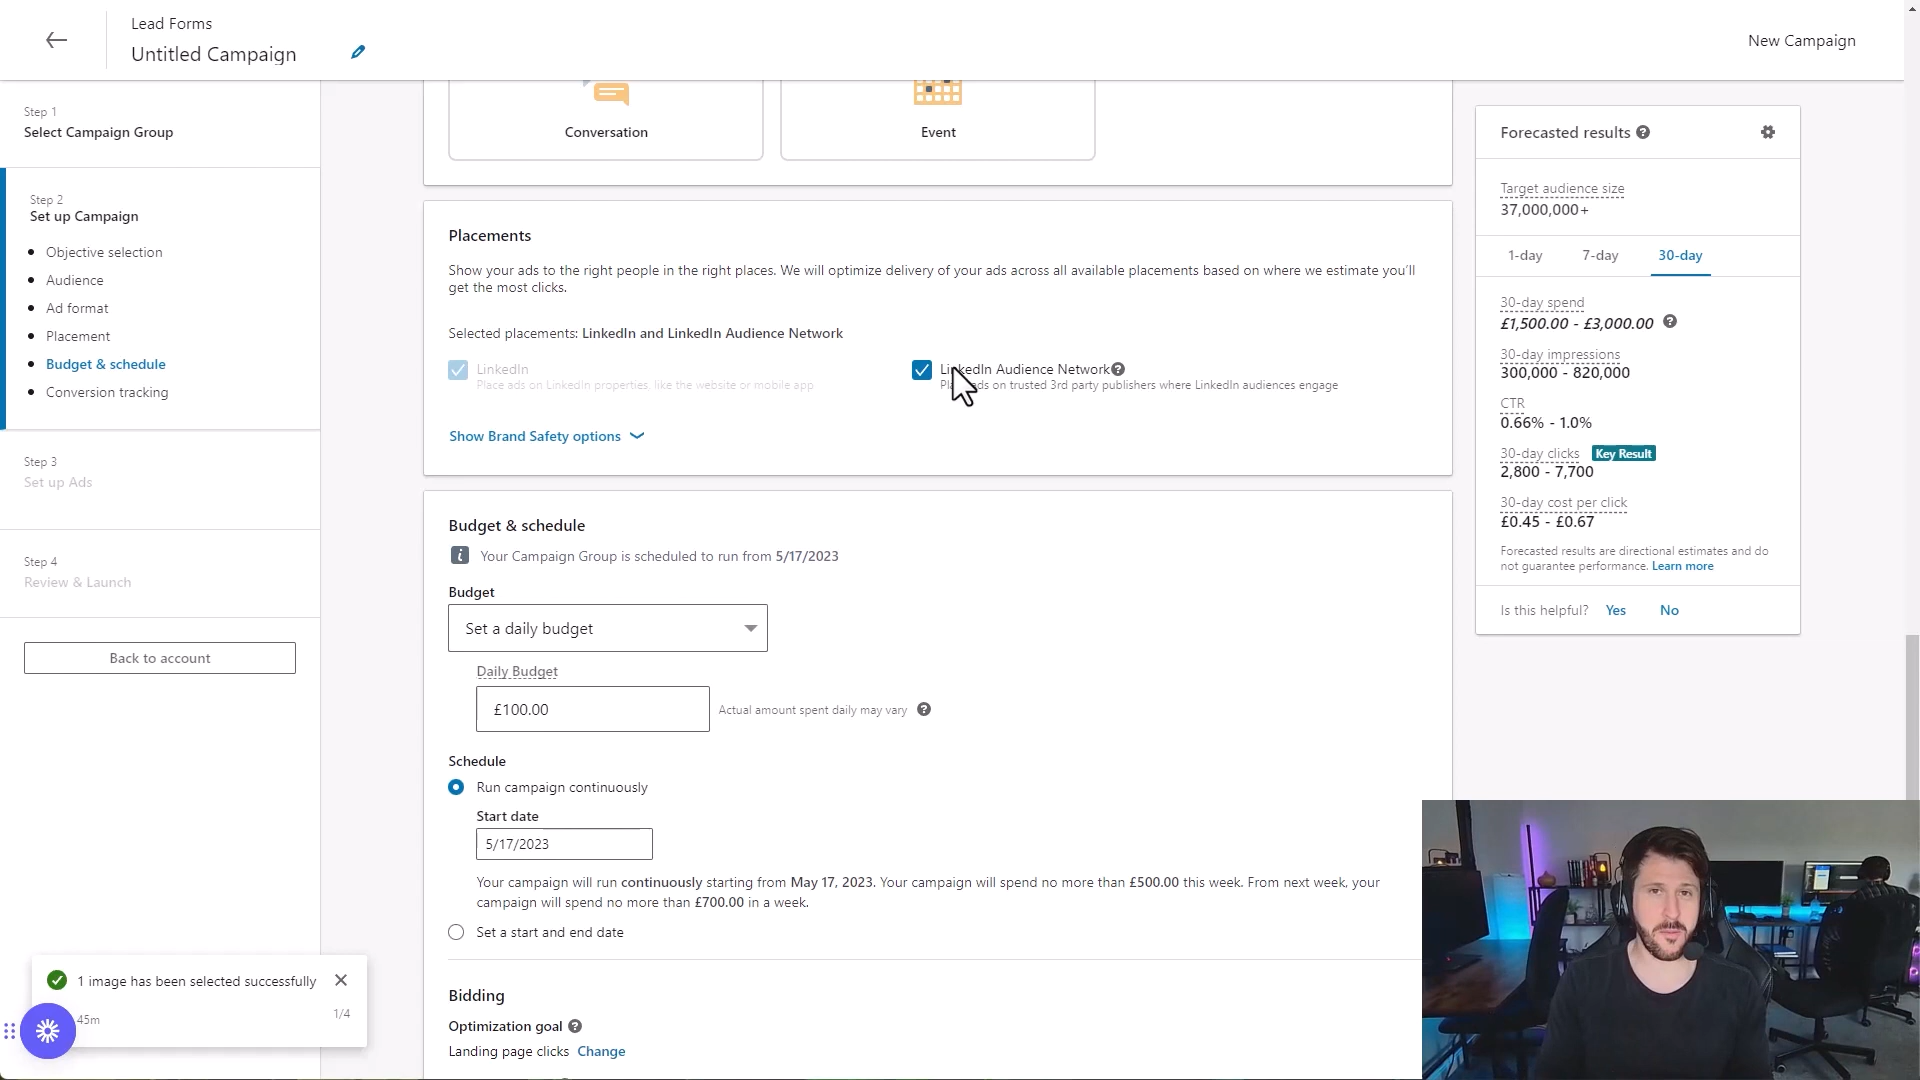 Lead Forms
Untitled Campaign
New Campaign
Step 1
Select Campaign Group
Step 2
Set up Campaign
Objective selection
Audience
Ad format
Placement
Budget & schedule
Conversion tracking
Step 3
Set up Ads
Step 4
Review & Launch
Back to account
1 image has been selected successfully
45m
1/4
Conversation
Event
Placements
Show your ads to the right people in the right places. We will optimize delivery of your ads across all available placements based on where we estimate you'll
get the most clicks.
Selected placements: LinkedIn and LinkedIn Audience Network
LinkedIn
Place ads on LinkedIn properties, like the website or mobile app
LinkedIn Audience Network
ads on trusted 3rd party publishers where LinkedIn audiences engage
Show Brand Safety options
Budget & schedule
Your Campaign Group is scheduled to run from 5/17/2023
Budget
Set a daily budget
Daily Budget
£100.00
Actual amount spent daily may vary
Schedule
Run campaign continuously
Start date
5/17/2023
Your campaign will run continuously starting from May 17, 2023. Your campaign will spend no more than £500.00 this week. From next week, your
campaign will spend no more than £700.00 in a week.
Set a start and end date
Bidding
Optimization goal
Landing page clicks Change
Forecasted results
Target audience size
37,000,000+
1-day 7-day 30-day
30-day spend
£1,500.00 - £3,000.00
30-day impressions
300,000 - 820,000
CTR
0.66% - 1.0%
30-day clicks Key Result
2,800 - 7,700
30-day cost per click
£0.45 - £0.67
Forecasted results are directional estimates and do
not guarantee performance. Learn more
Is this helpful? Yes No